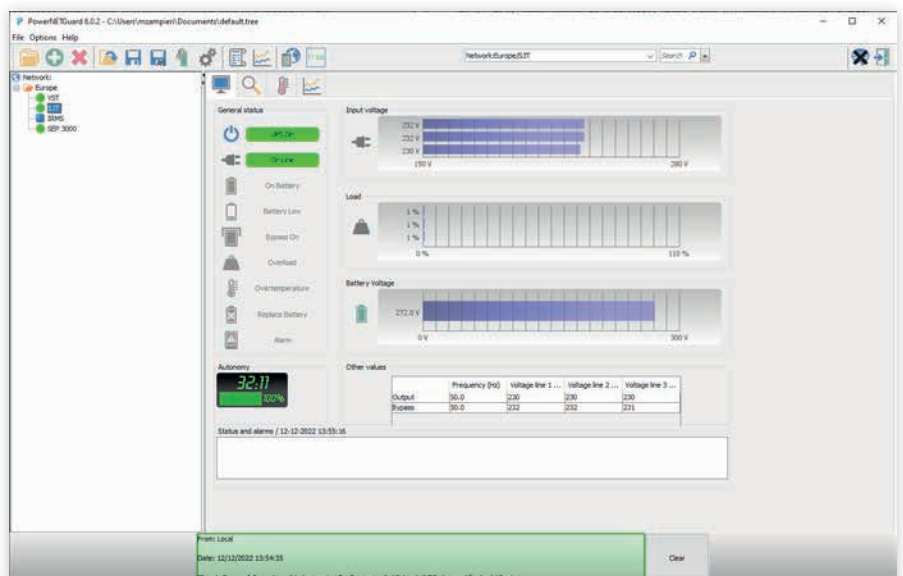 PowerNETGuard 8.0.2 - C:\Users\mzampieri\Documents\default.tree
File Options Help
Network:Europe/SJT
Search
Network:
Europe
YST
SJT
IRMS
SEP 3000
General status
UPS On
On Line
On Battery
Battery Low
Bypass On
Overload
Overtemperature
Replace Battery
Alarm
Autonomy
32:11
100%
Input voltage
232 V
232 V
230 V
150 V 280 V
Load
1 %
1 %
1 %
0 % 110 %
Battery Voltage
272.0 V
0 V 300 V
Other values
Frequency (Hz) Voltage line 1 ... Voltage line 2 ... Voltage line 3 ...
Output 50.0 230 230 230
Bypass 50.0 232 232 231
Status and alarms / 12-12-2022 13:55:16
From: Local
Date: 12/12/2022 13:54:35
Clear